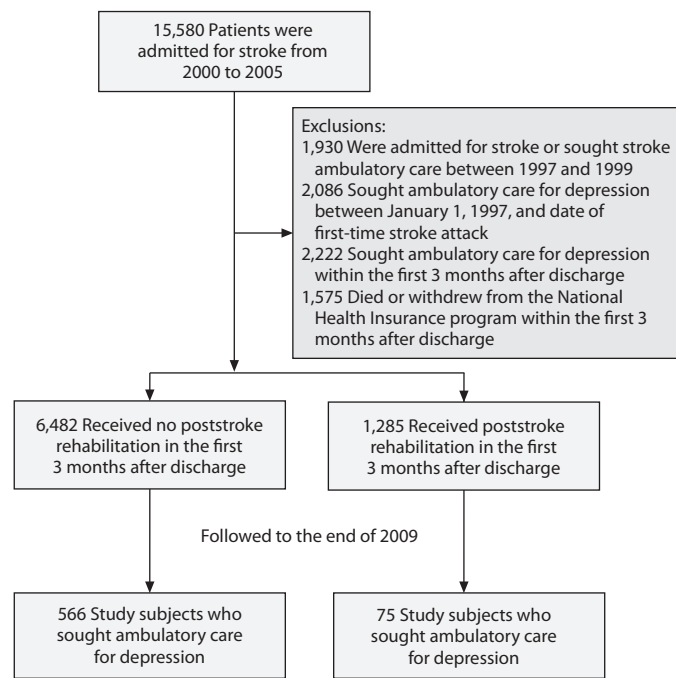 15,580 Patients were
admitted for stroke from
2000 to 2005
Exclusions:
1,930 Were admitted for stroke or sought stroke
ambulatory care between 1997 and 1999
2,086 Sought ambulatory care for depression
between January 1, 1997, and date of
first-time stroke attack
2,222 Sought ambulatory care for depression
within the first 3 months after discharge
1,575 Died or withdrew from the National
Health Insurance program within the first 3
months after discharge
6,482 Received no poststroke
rehabilitation in the first
3 months after discharge
1,285 Received poststroke
rehabilitation in the first
3 months after discharge
Followed to the end of 2009
566 Study subjects who
sought ambulatory care
for depression
75 Study subjects who
sought ambulatory care
for depression